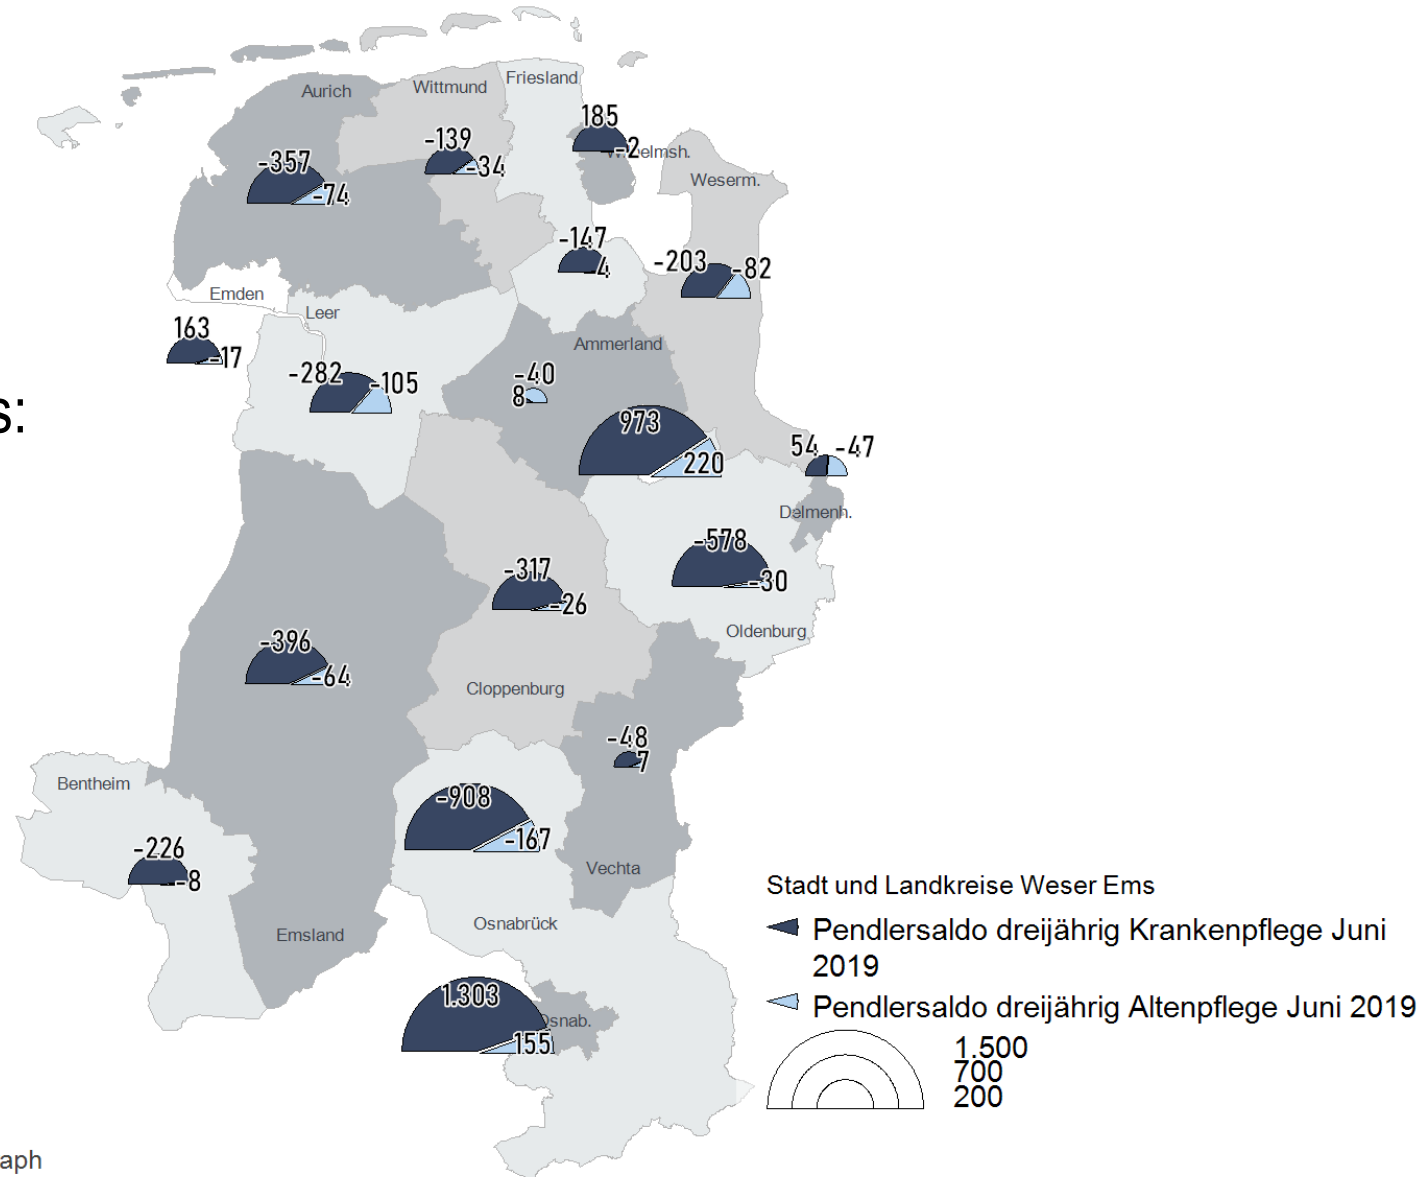 Friesland
Wittmund
Aurich
185
-2
-139
-34
Weserm.
-357
-74
-147
4
-203
-82
Emden
Leer
163
-17
Ammerland
-282
-105
-40
8
s:
973
220
54
-47
Delmenh.
-578
-30
-317
-26
Oldenburg
-396
-64
Cloppenburg
-48
7
Bentheim
-908
-167
-226
-8
Vechta
Osnabrück
Emsland
1.303
155
Osnab.
Stadt und Landkreise Weser Ems
Pendlersaldo dreijährig Krankenpflege Juni
2019
Pendlersaldo dreijährig Altenpflege Juni 2019
1.500
700
200
aph